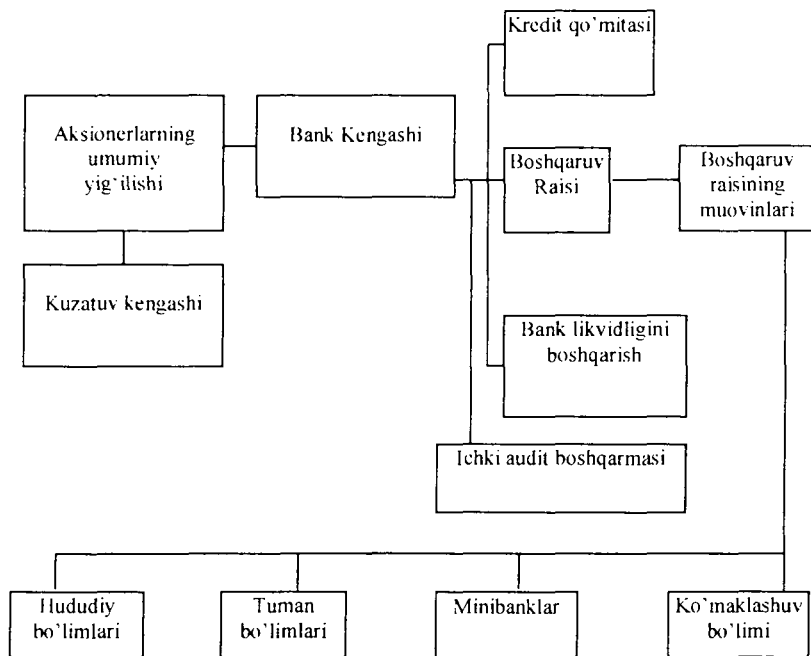 Kredit qo`mitasi
Aksionerlarning
umumiy
yig`ilishi
Bank Kengashi
Boshqaruv
Raisi
Boshqaruv
raisining
muovinlari
Kuzatuv kengashi
Bank likvidligini
boshqarish
Ichki audit boshqarmasi
Hududiy
bo`limlari
Tuman
bo`limlari
Minibanklar
Ko`maklashuv
bo`limi